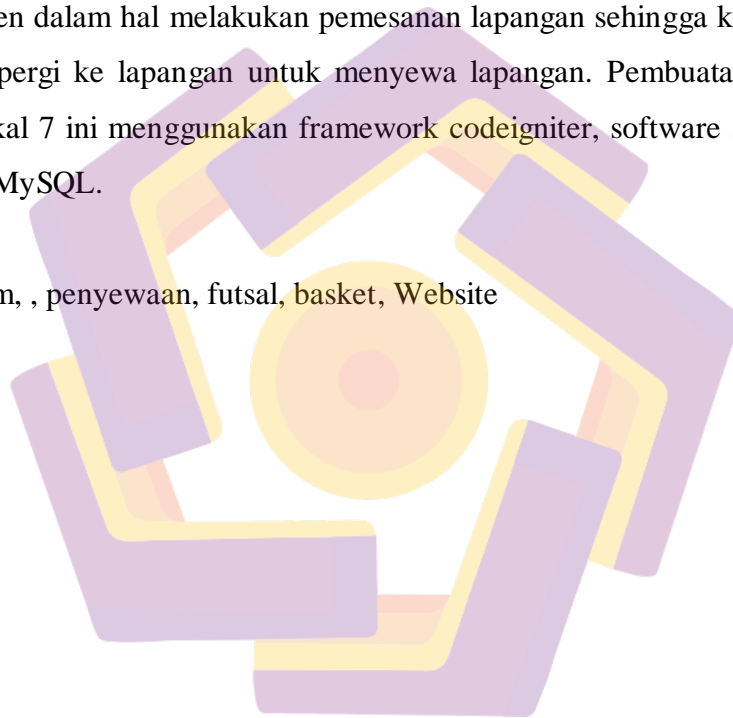 en dalam hal melakukan pemesanan lapangan sehingga k
pergi ke lapangan untuk menyewa lapangan. Pembuata
kal 7 ini menggunakan framework codeigniter, software
MySQL.
m, , penyewaan, futsal, basket, Website